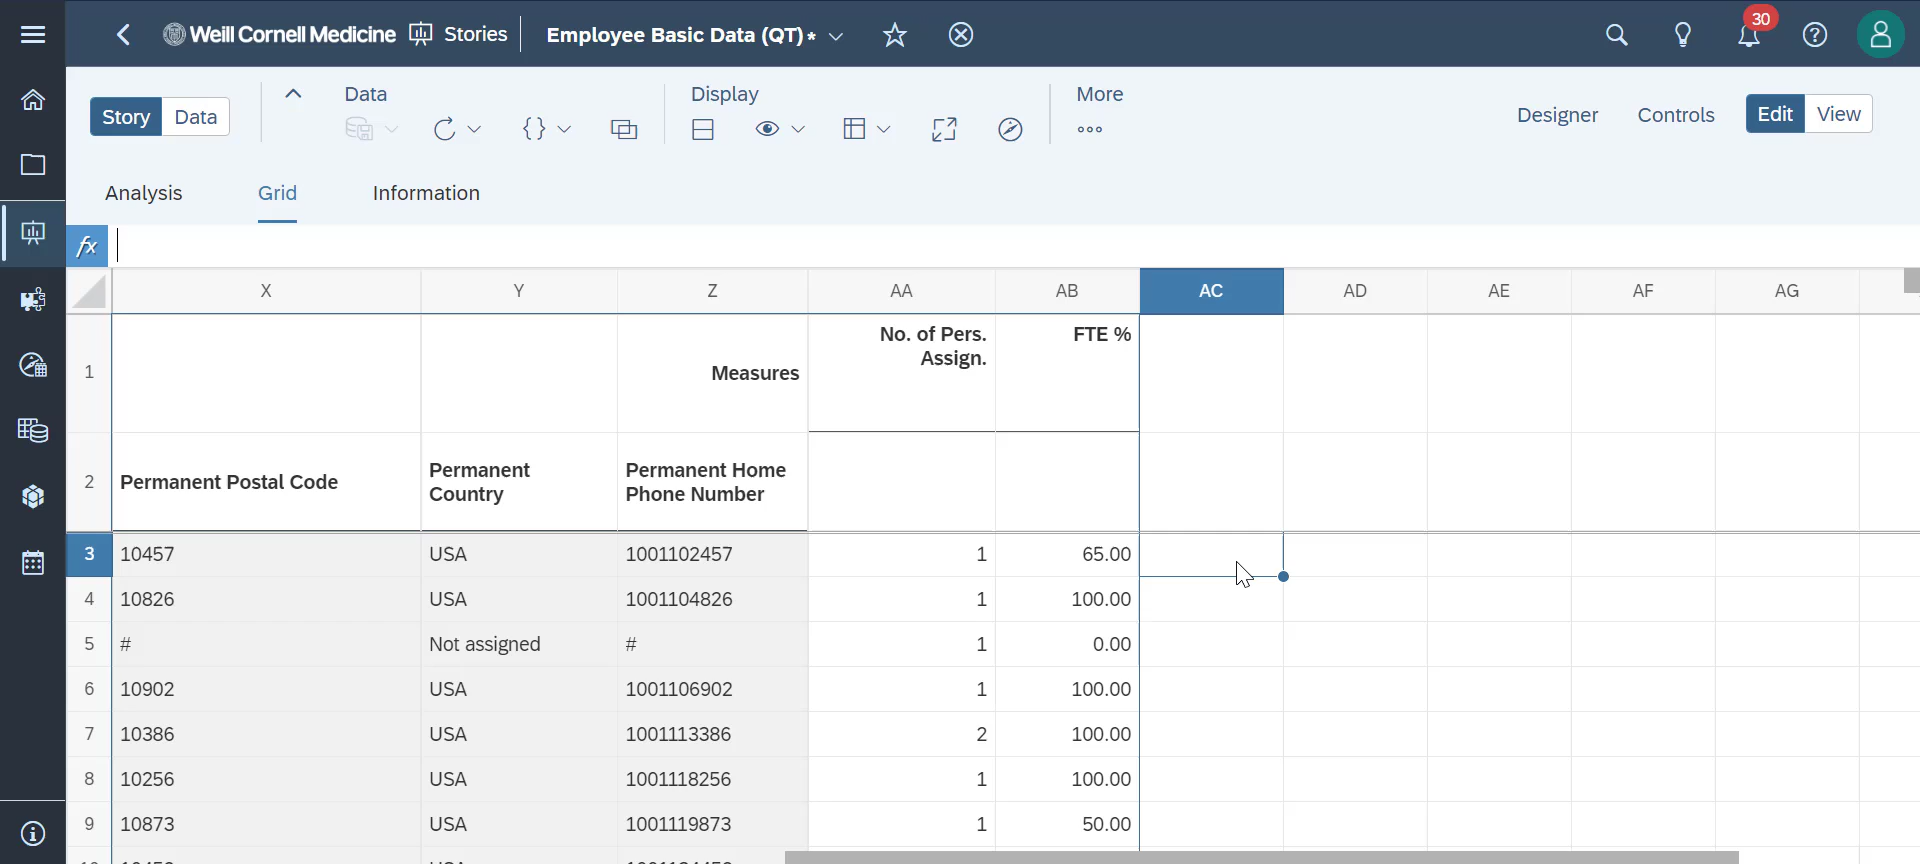 Weill Cornell Medicine Stories Employee Basic Data (QT)* 30
Story Data Data Display More Designer Controls Edit View
Analysis Grid Information
fx
X Y Z AA AB AC AD AE AF AG
1 Measures No. of Pers. FTE %
Assign.
2 Permanent Postal Code Permanent Permanent Home
Country Phone Number
3 10457 USA 1001102457 1 65.00
4 10826 USA 1001104826 1 100.00
5 # Not assigned # 1 0.00
6 10902 USA 1001106902 1 100.00
7 10386 USA 1001113386 2 100.00
8 10256 USA 1001118256 1 100.00
9 10873 USA 1001119873 1 50.00